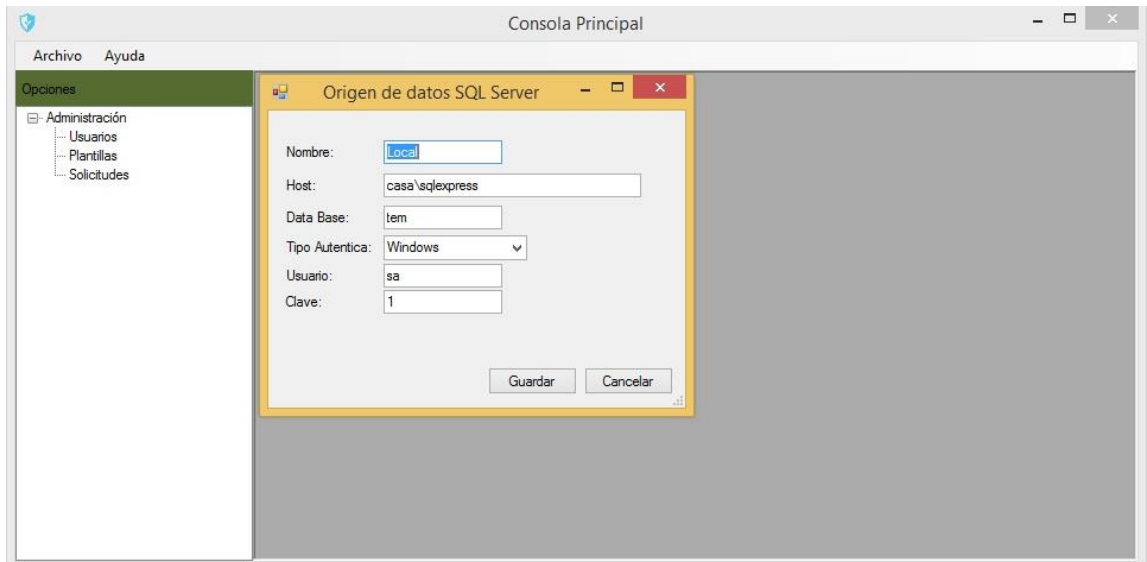 Consola Principal
Archivo Ayuda
Opciones
Administración
Usuarios
Plantillas
Solicitudes
Origen de datos SQL Server
Nombre: Local
Host: casa\sqlexpress
Data Base: tem
Tipo Autentica: Windows
Usuario: sa
Clave: 1
Guardar Cancelar